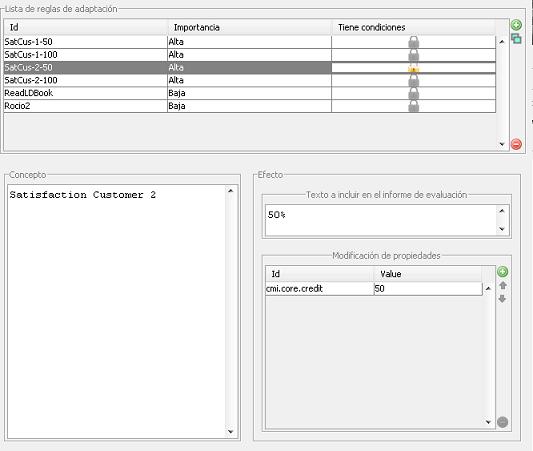 Lista de reglas de adaptación
Id Importancia Tiene condiciones
SatCus-1-50 Alta
SatCus-1-100 Alta
SatCus-2-50 Alta
SatCus-2-100 Alta
ReadLDBook Baja
Rocio2 Baja
Concepto
Satisfaction Customer 2
Efecto
Texto a incluir en el informe de evaluación
50%
Modificación de propiedades
Id Value
cmi.core.credit 50